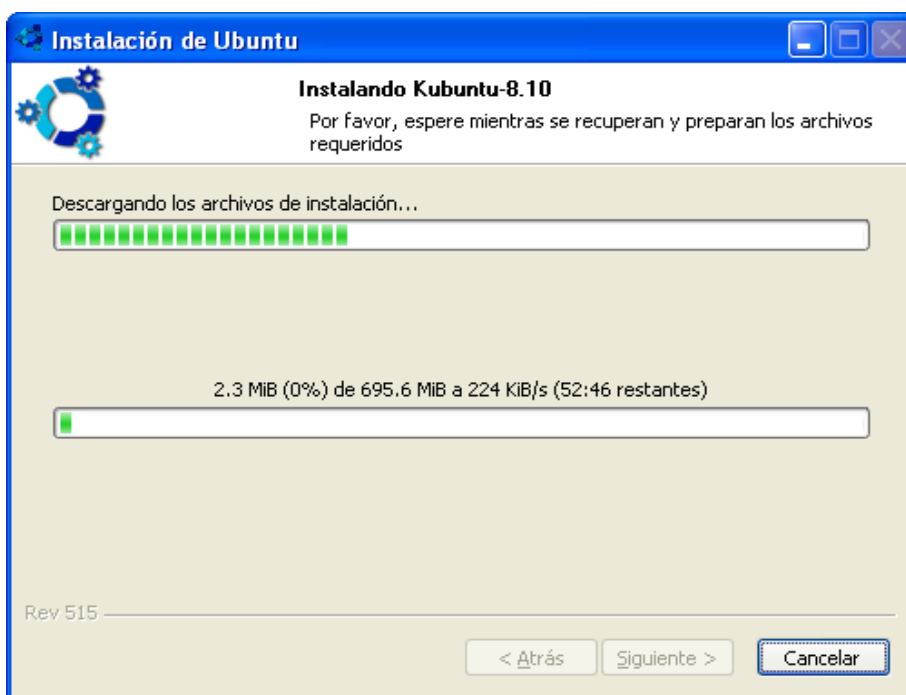 Instalación de Ubuntu
Instalando Kubuntu-8.10
Por favor, espere mientras se recuperan y preparan los archivos
requeridos
Descargando los archivos de instalación...
2.3 MiB (0%) de 695.6 MiB a 224 KiB/s (52:46 restantes)
Rev 515
< Atrás
Siguiente >
Cancelar